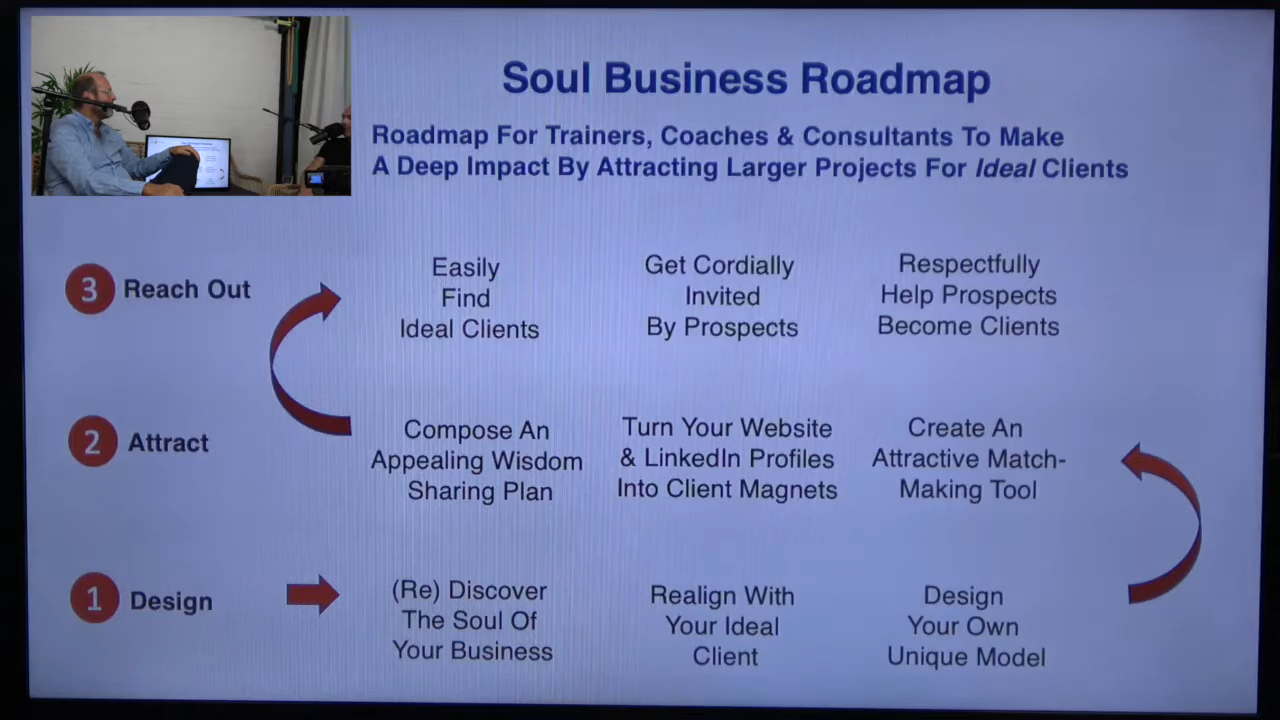 Soul Business Roadmap
Roadmap For Trainers, Coaches & Consultants To Make
A Deep Impact By Attracting Larger Projects For Ideal Clients
3 Reach Out
Easily
Find
Ideal Clients
Get Cordially
Invited
By Prospects
Respectfully
Help Prospects
Become Clients
2 Attract
Compose An
Appealing Wisdom
Sharing Plan
Turn Your Website
& LinkedIn Profiles
Into Client Magnets
Create An
Attractive Match-
Making Tool
1 Design
(Re) Discover
The Soul Of
Your Business
Realign With
Your Ideal
Client
Design
Your Own
Unique Model